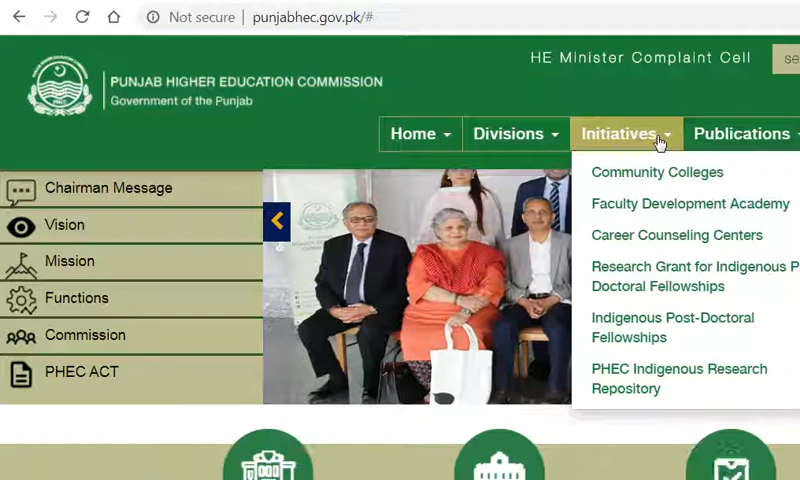 Not secure | punjabhec.gov.pk/#
HE Minister Complaint Cell
PUNJAB HIGHER EDUCATION COMMISSION
Government of the Punjab
Home
Divisions
Initiatives
Publications
Chairman Message
Vision
Mission
Functions
Commission
PHEC ACT
Community Colleges
Faculty Development Academy
Career Counseling Centers
Research Grant for Indigenous P
Doctoral Fellowships
Indigenous Post-Doctoral
Fellowships
PHEC Indigenous Research
Repository